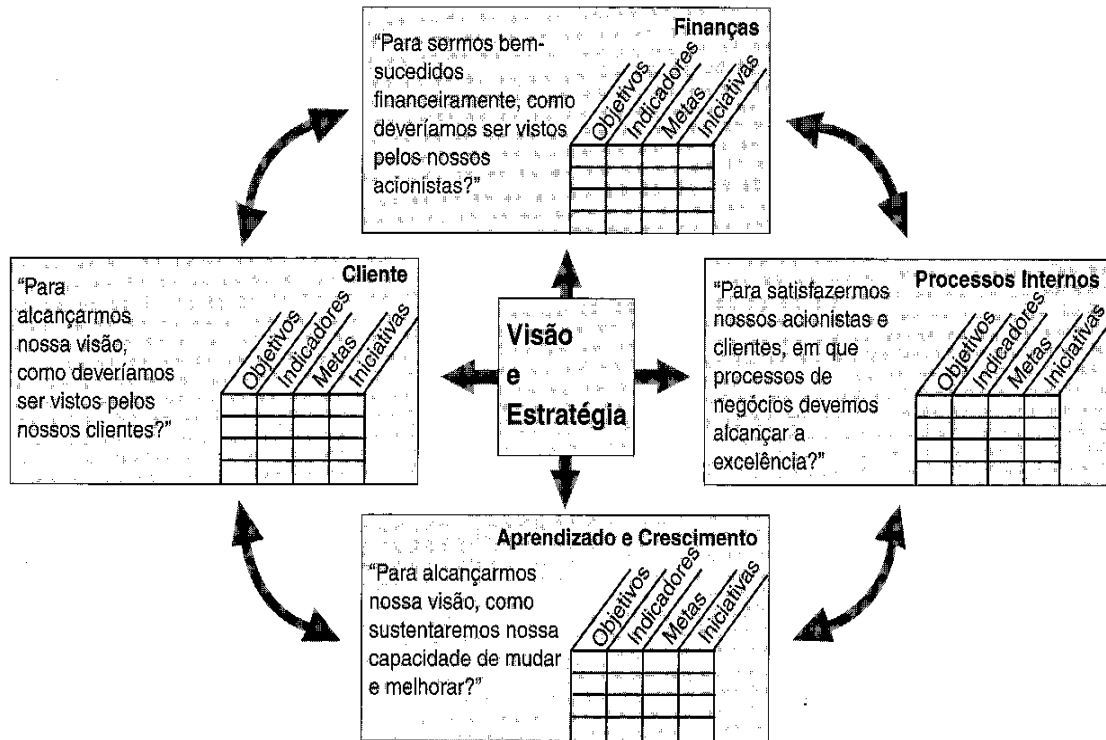 Finanças
“Para sermos bem-
sucedidos
financeiramente, como
deveríamos ser vistos
pelos nossos
acionistas?”
Objetivos
Indicadores
Metas
Iniciativas
Cliente
“Para
alcançarmos
nossa visão,
como deveríamos
ser vistos pelos
nossos clientes?”
Objetivos
Indicadores
Metas
Iniciativas
Visão
e
Estratégia
Processos Internos
“Para satisfazermos
nossos acionistas e
clientes, em que
processos de
negócios devemos
alcançar a
excelência?”
Objetivos
Indicadores
Metas
Iniciativas
Aprendizado e Crescimento
“Para alcançarmos
nossa visão, como
sustentaremos nossa
capacidade de mudar
e melhorar?”
Objetivos
Indicadores
Metas
Iniciativas